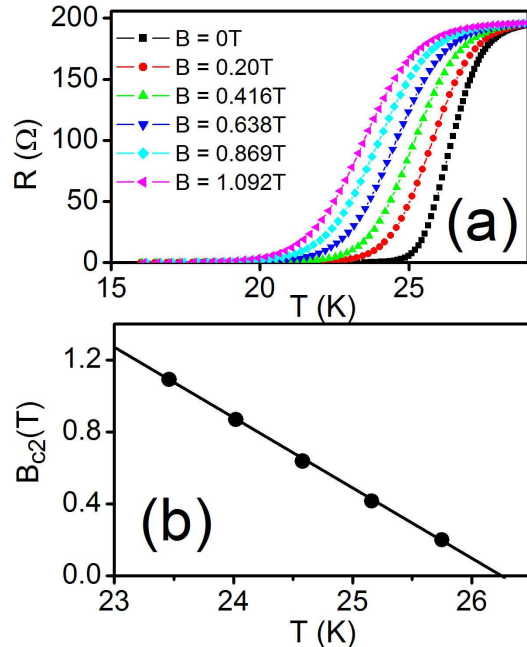 200
150
100
50
0
R (Ω)
B = 0T
B = 0.20T
B = 0.416T
B = 0.638T
B = 0.869T
B = 1.092T
(a)
15 20 25
T (K)
1.2
0.8
0.4
0.0
B_{c2}(T)
(b)
23 24 25 26
T (K)